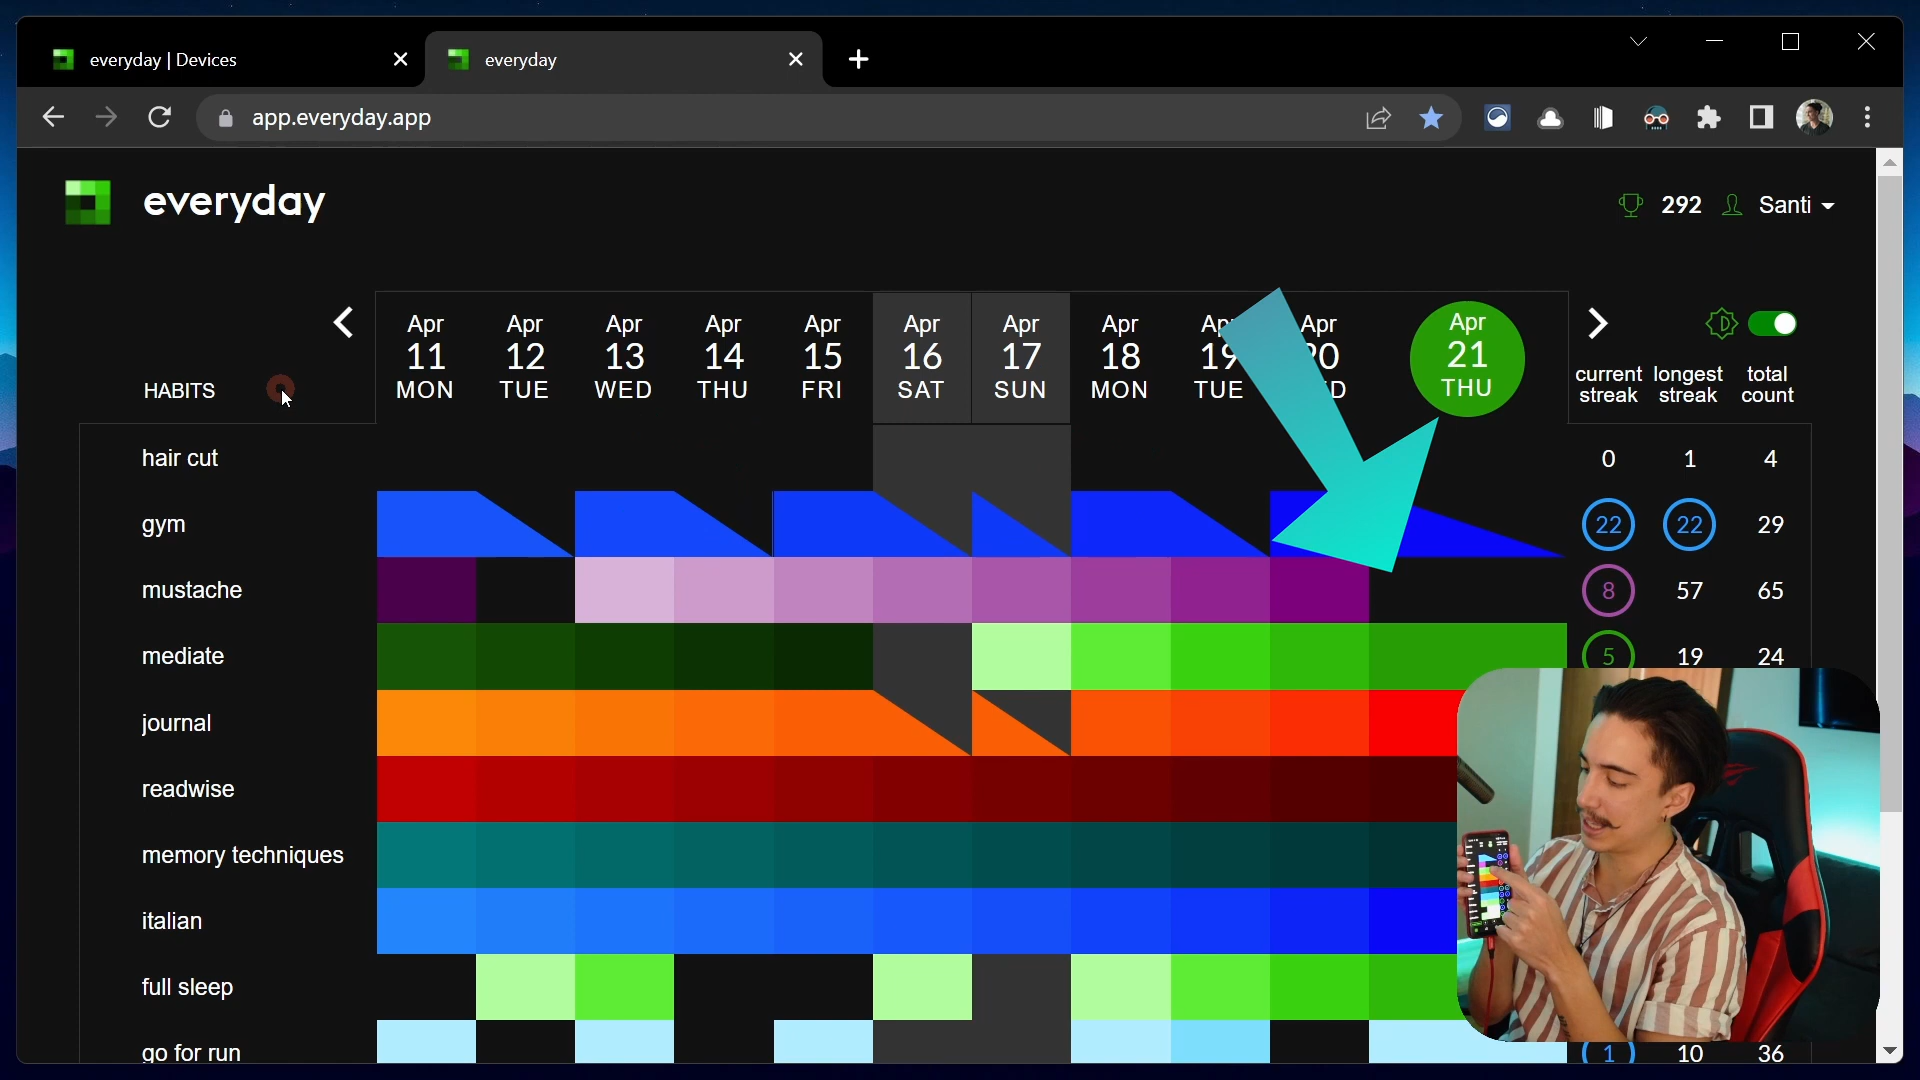 everyday | Devices
everyday
app.everyday.app
everyday
292 Santi
Apr 11 MON
Apr 12 TUE
Apr 13 WED
Apr 14 THU
Apr 15 FRI
Apr 16 SAT
Apr 17 SUN
Apr 18 MON
19 TUE
Apr
Apr 21 THU
current streak
longest streak
total count
HABITS
hair cut 0 1 4
gym 22 22 29
mustache 8 57 65
mediate 5 19 24
journal
readwise
memory techniques
italian
full sleep
go for run 1 10 36